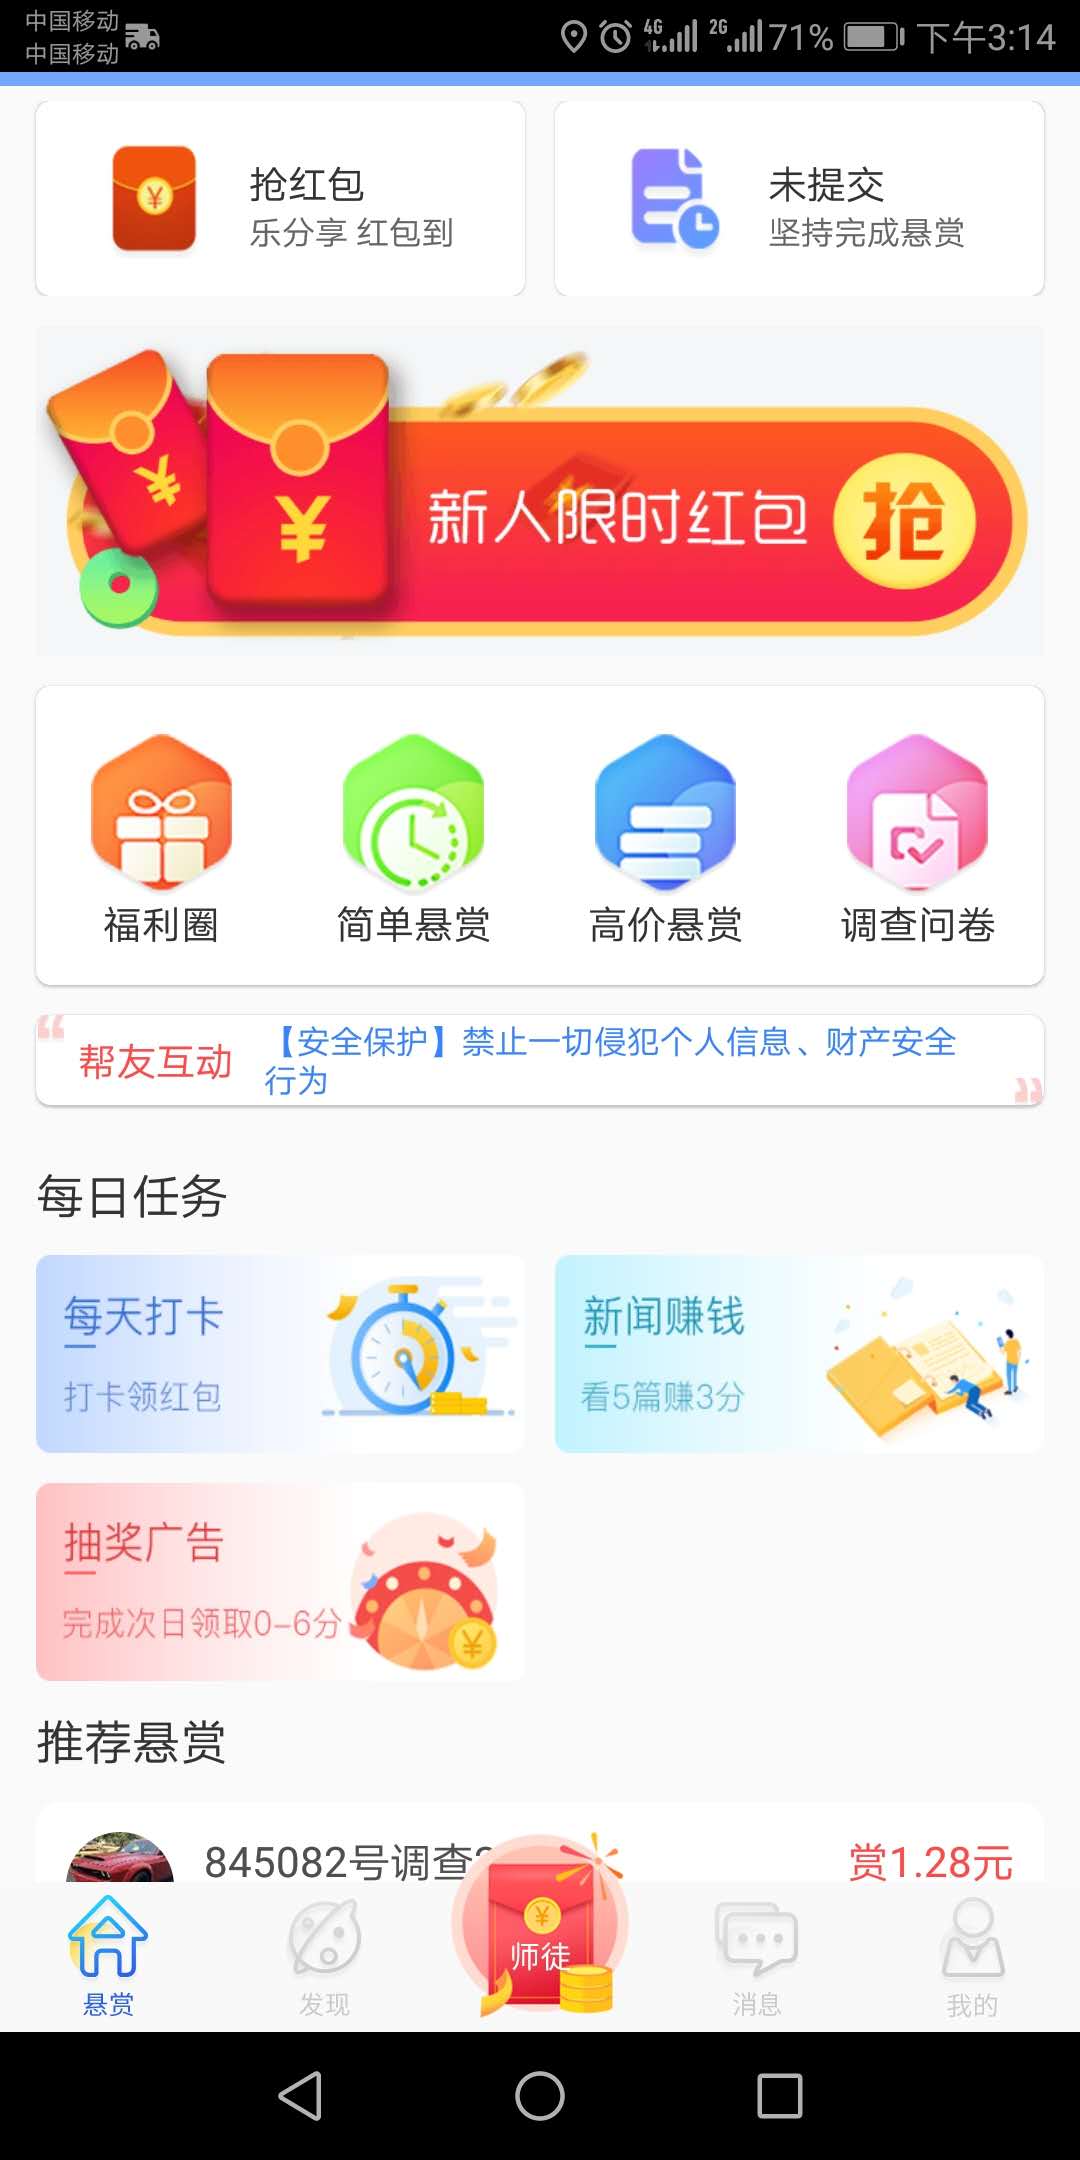 中国移动
中国移动
4G 2G 71% 下午3:14
抢红包
乐分享 红包到
未提交
坚持完成悬赏
¥
¥
新人限时红包
抢
福利圈
简单悬赏
高价悬赏
调查问卷
帮友互动
【安全保护】禁止一切侵犯个人信息、财产安全
行为
每日任务
每天打卡
打卡领红包
新闻赚钱
看5篇赚3分
抽奖广告
完成次日领取0-6分
¥
推荐悬赏
845082号调查
赏1.28元
悬赏
发现
¥
师徒
消息
我的